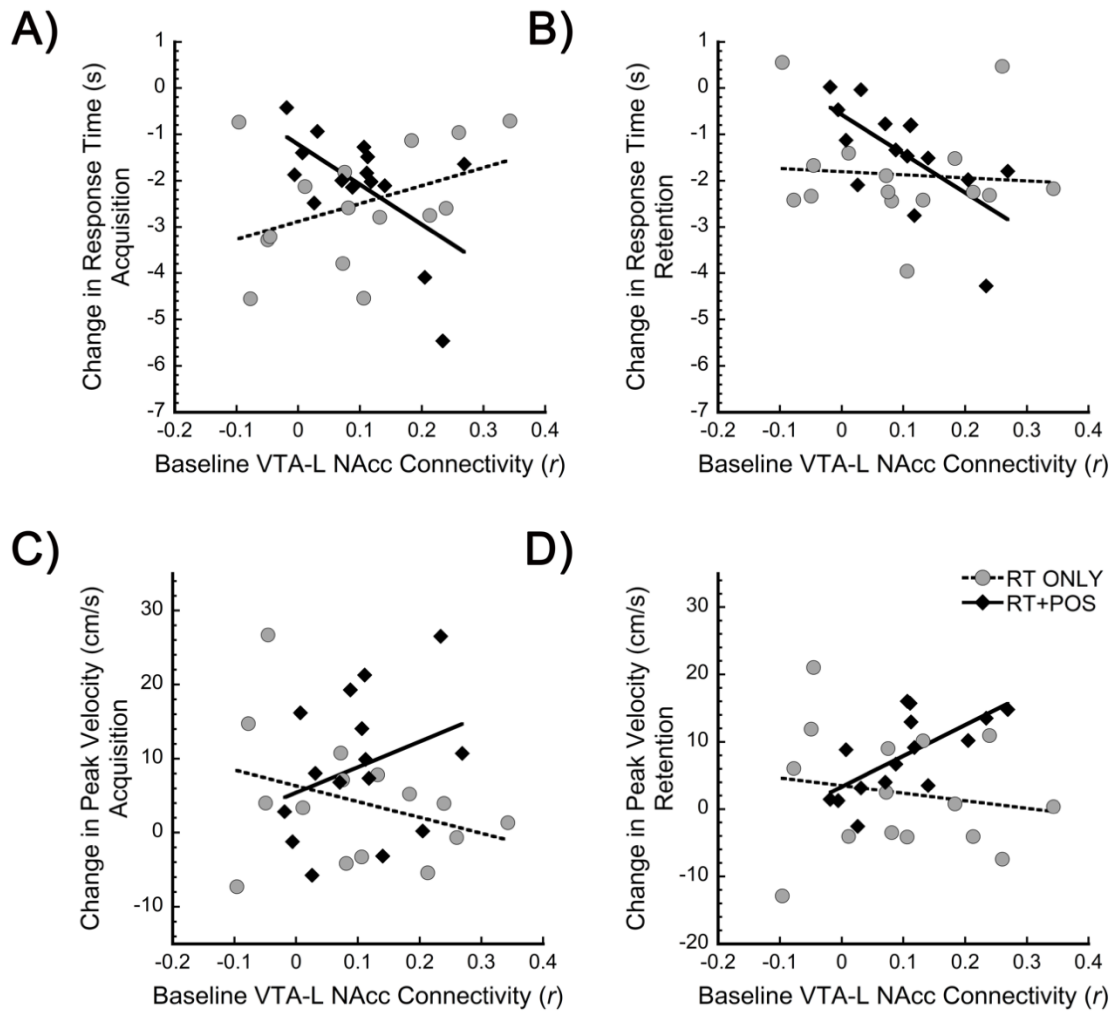 A)
Change in Response Time (s)
Acquisition
1
0
-1
-2
-3
-4
-5
-6
-7
-0.2 -0.1 0 0.1 0.2 0.3 0.4
Baseline VTA-L NAcc Connectivity (r)
B)
Change in Response Time (s)
Retention
1
0
-1
-2
-3
-4
-5
-6
-7
-0.2 -0.1 0 0.1 0.2 0.3 0.4
Baseline VTA-L NAcc Connectivity (r)
C)
Change in Peak Velocity (cm/s)
Acquisition
30
20
10
0
-10
-0.2 -0.1 0 0.1 0.2 0.3 0.4
Baseline VTA-L NAcc Connectivity (r)
D)
RT ONLY
RT+POS
Change in Peak Velocity (cm/s)
Retention
30
20
10
0
-10
-20
-0.2 -0.1 0 0.1 0.2 0.3 0.4
Baseline VTA-L NAcc Connectivity (r)